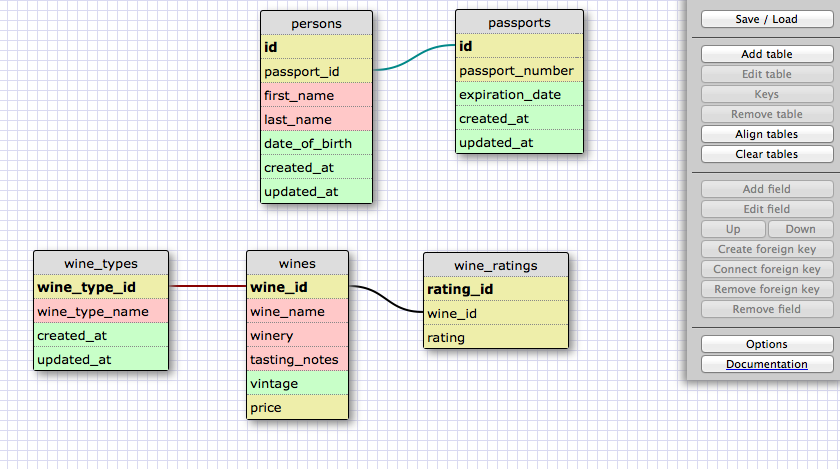 persons
id
passport_id
first_name
last_name
date_of_birth
created_at
updated_at
passports
id
passport_number
expiration_date
created_at
updated_at
wine_types
wine_type_id
wine_type_name
created_at
updated_at
wines
wine_id
wine_name
winery
tasting_notes
vintage
price
wine_ratings
rating_id
wine_id
rating
Save / Load
Add table
Edit table
Keys
Remove table
Align tables
Clear tables
Add field
Edit field
Up Down
Create foreign key
Connect foreign key
Remove foreign key
Remove field
Options
Documentation